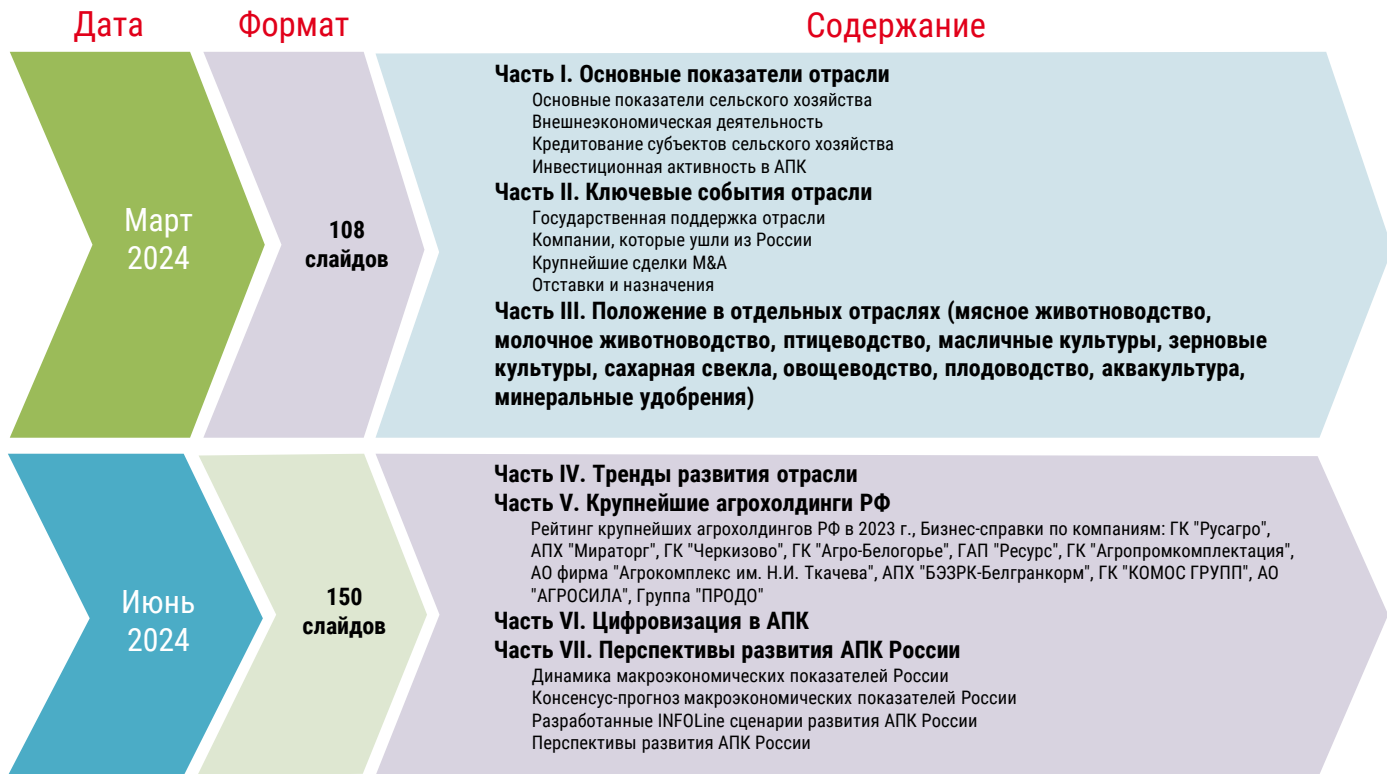 Дата
Формат
Содержание
Март
2024
108
слайдов
Часть I. Основные показатели отрасли
Основные показатели сельского хозяйства
Внешнеэкономическая деятельность
Кредитование субъектов сельского хозяйства
Инвестиционная активность в АПК
Часть II. Ключевые события отрасли
Государственная поддержка отрасли
Компании, которые ушли из России
Крупнейшие сделки M&A
Отставки и назначения
Часть III. Положение в отдельных отраслях (мясное животноводство,
молочное животноводство, птицеводство, масличные культуры, зерновые
культуры, сахарная свекла, овощеводство, плодоводство, аквакультура,
минеральные удобрения)
Июнь
2024
150
слайдов
Часть IV. Тренды развития отрасли
Часть V. Крупнейшие агрохолдинги РФ
Рейтинг крупнейших агрохолдингов РФ в 2023 г., Бизнес-справки по компаниям: ГК "Русагро",
АПХ "Мираторг", ГК "Черкизово", ГК "Агро-Белогорье", ГАП "Ресурс", ГК "Агропромкомплектация",
АО фирма "Агрокомплекс им. Н.И. Ткачева", АПХ "БЭЗРК-Белгранкорм", ГК "КОМОС ГРУПП", АО
"АГРОСИЛА", Группа "ПРОДО"
Часть VI. Цифровизация в АПК
Часть VII. Перспективы развития АПК России
Динамика макроэкономических показателей России
Консенсус-прогноз макроэкономических показателей России
Разработанные INFOLine сценарии развития АПК России
Перспективы развития АПК России